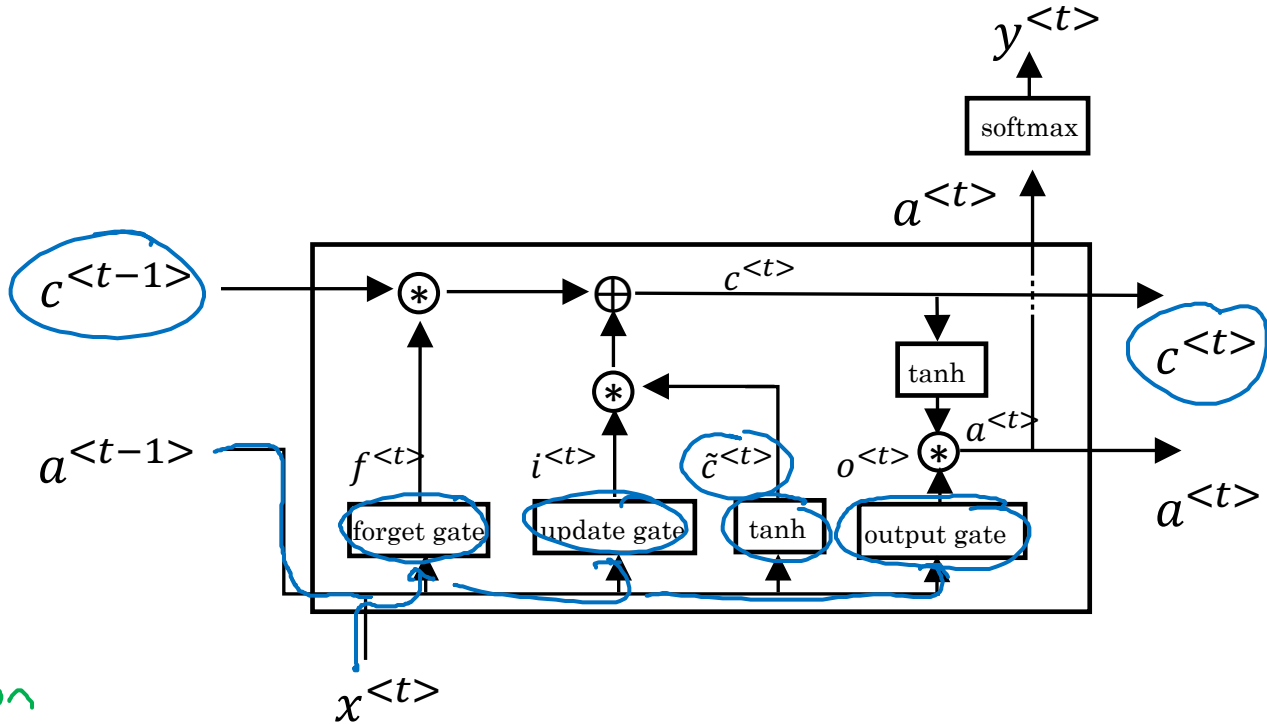 y^{<t>}
softmax
a^{<t>}
c^{<t-1>}
c^{<t>}
c^{<t>}
tanh
a^{<t-1>}
f^{<t>} i^{<t>} c̃^{<t>} o^{<t>} a^{<t>}
a^{<t>}
forget gate update gate tanh output gate
x^{<t>}